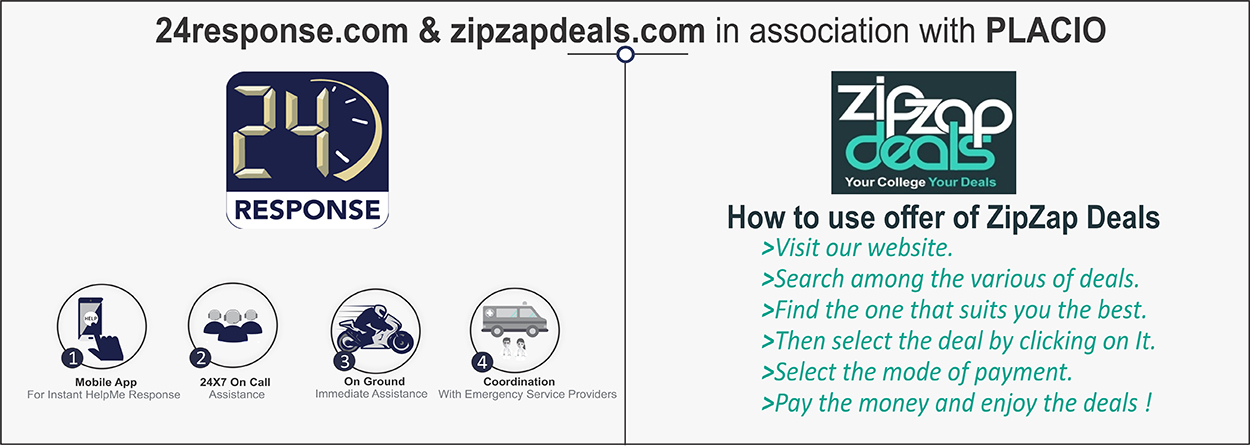 24response.com & zipzapdeals.com in association with PLACIO
24
RESPONSE
HELP
1
Mobile App
For Instant HelpMe Response
2
24X7 On Call
Assistance
3
On Ground
Immediate Assistance
4
Coordination
With Emergency Service Providers
zipzap
deals
Your College Your Deals
How to use offer of ZipZap Deals
>Visit our website.
>Search among the various of deals.
>Find the one that suits you the best.
>Then select the deal by clicking on It.
>Select the mode of payment.
>Pay the money and enjoy the deals !